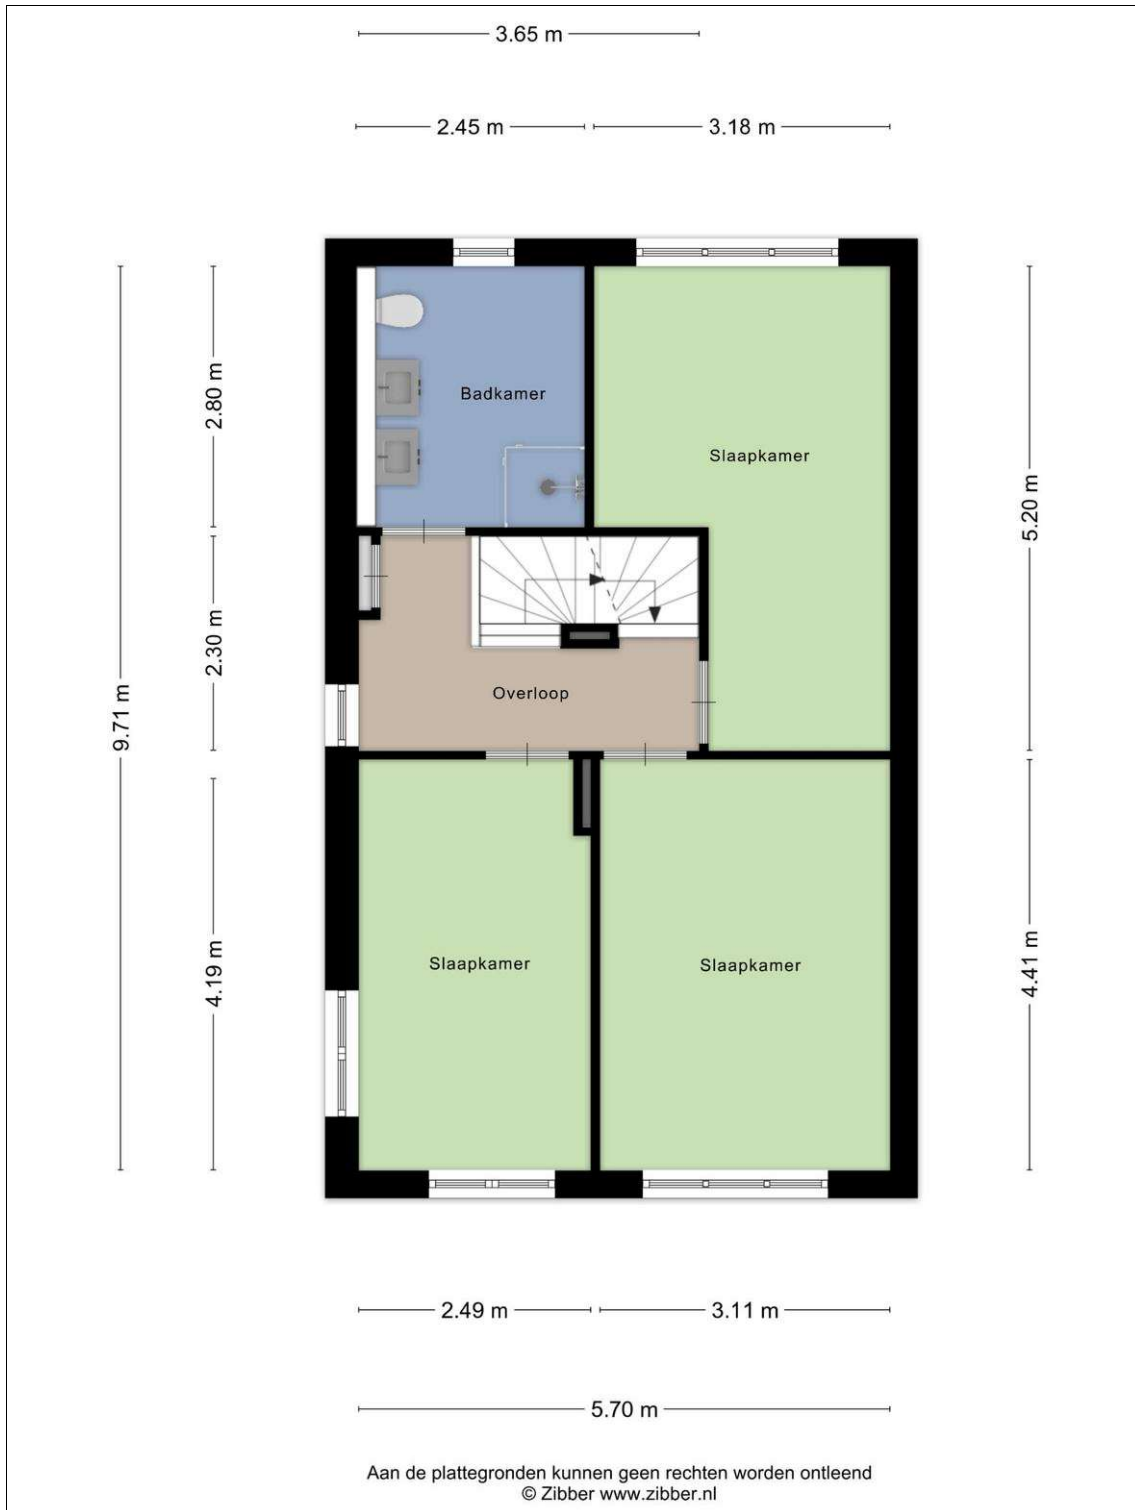 3.65 m
2.45 m
3.18 m
2.80 m
Badkamer
Slaapkamer
5.20 m
2.30 m
9.71 m
Overloop
4.19 m
Slaapkamer
Slaapkamer
4.41 m
2.49 m
3.11 m
5.70 m
Aan de plattegronden kunnen geen rechten worden ontleend
© Zibber www.zibber.nl